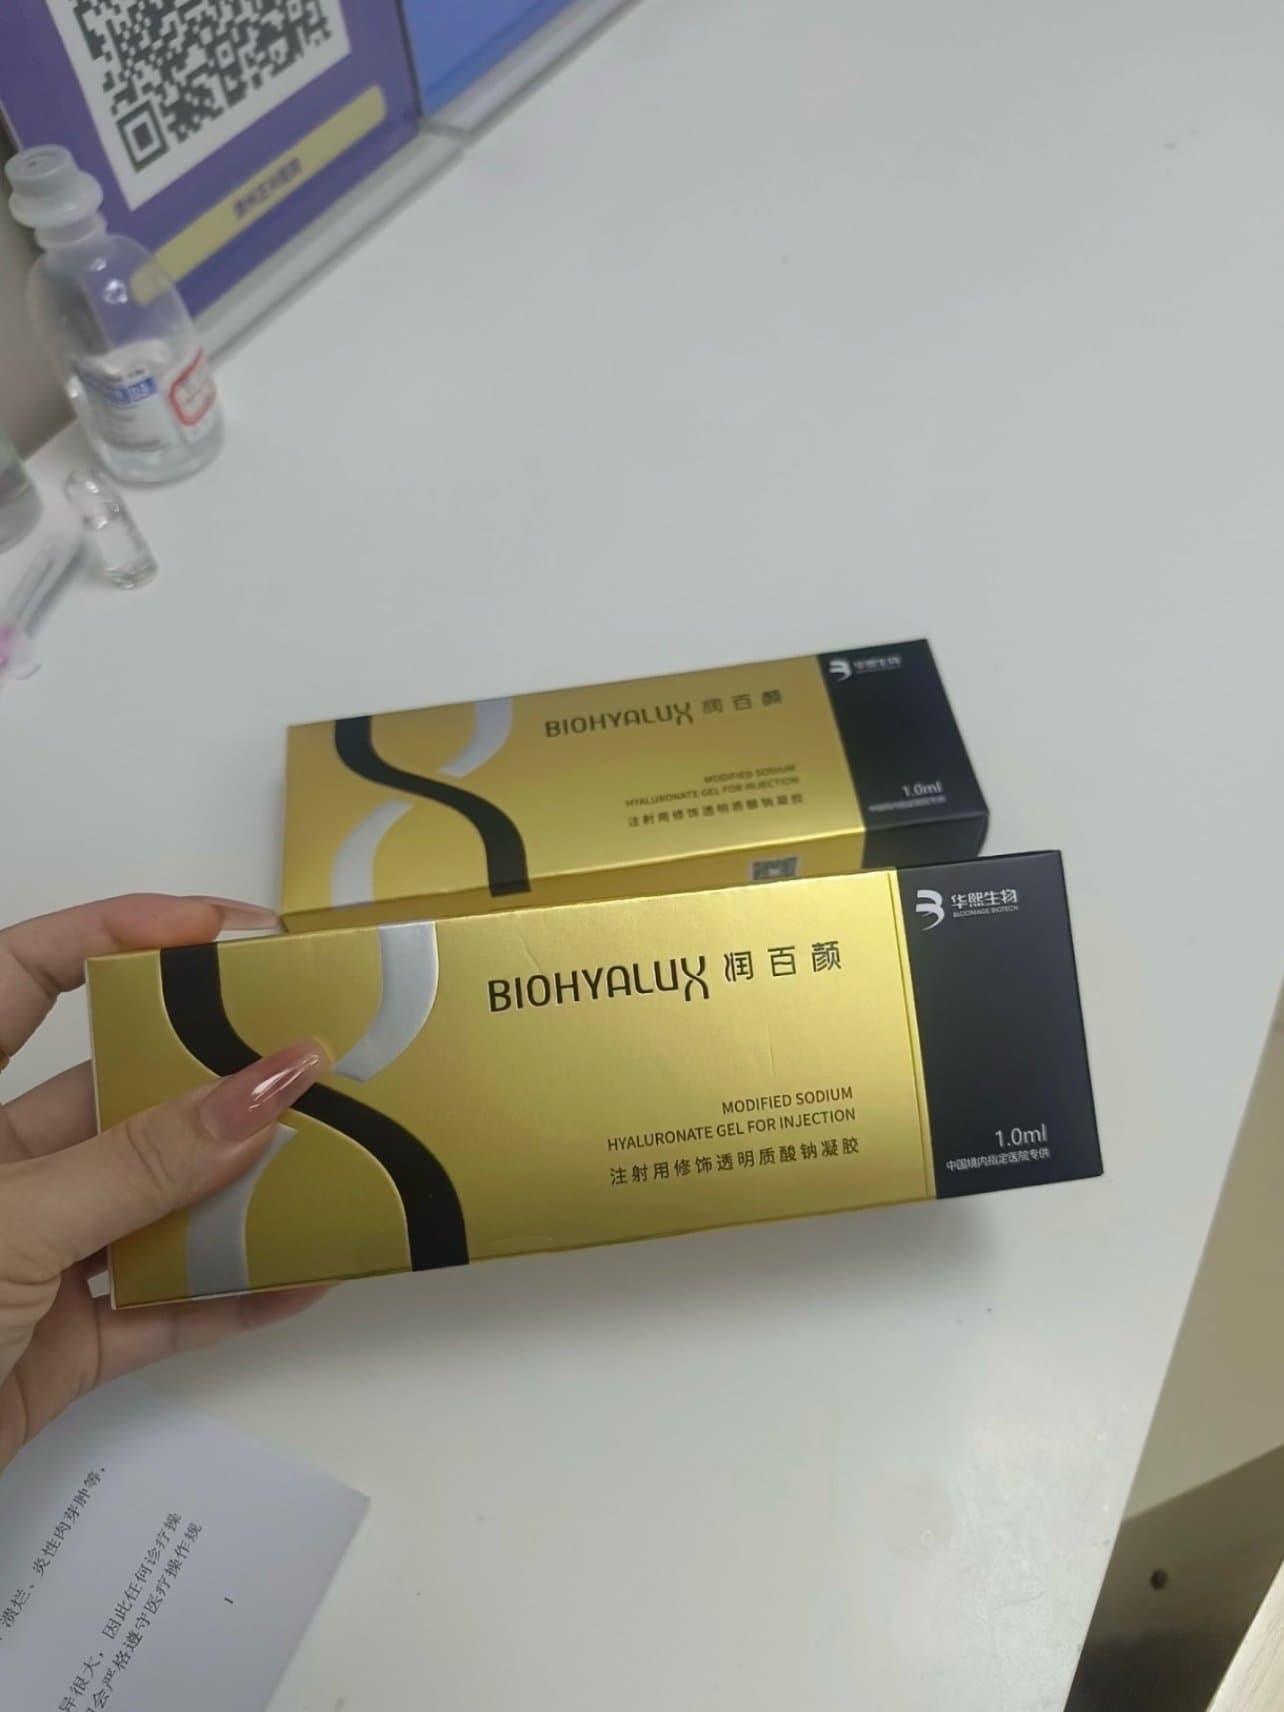 BIOHYALUX 润百颜
MODIFIED SODIUM
HYALURONATE GEL FOR INJECTION
注射用修饰透明质酸钠凝胶
华熙生物
1.0ml
BIOHYALUX 润百颜
MODIFIED SODIUM
HYALURONATE GEL FOR INJECTION
注射用修饰透明质酸钠凝胶
华熙生物
BLOOMAGE BIOTECH
1.0ml
中国境内指定医院专供
溃烂、炎性肉芽肿等,
异很大,因此任何诊疗操
会严格遵守医疗操作规
1